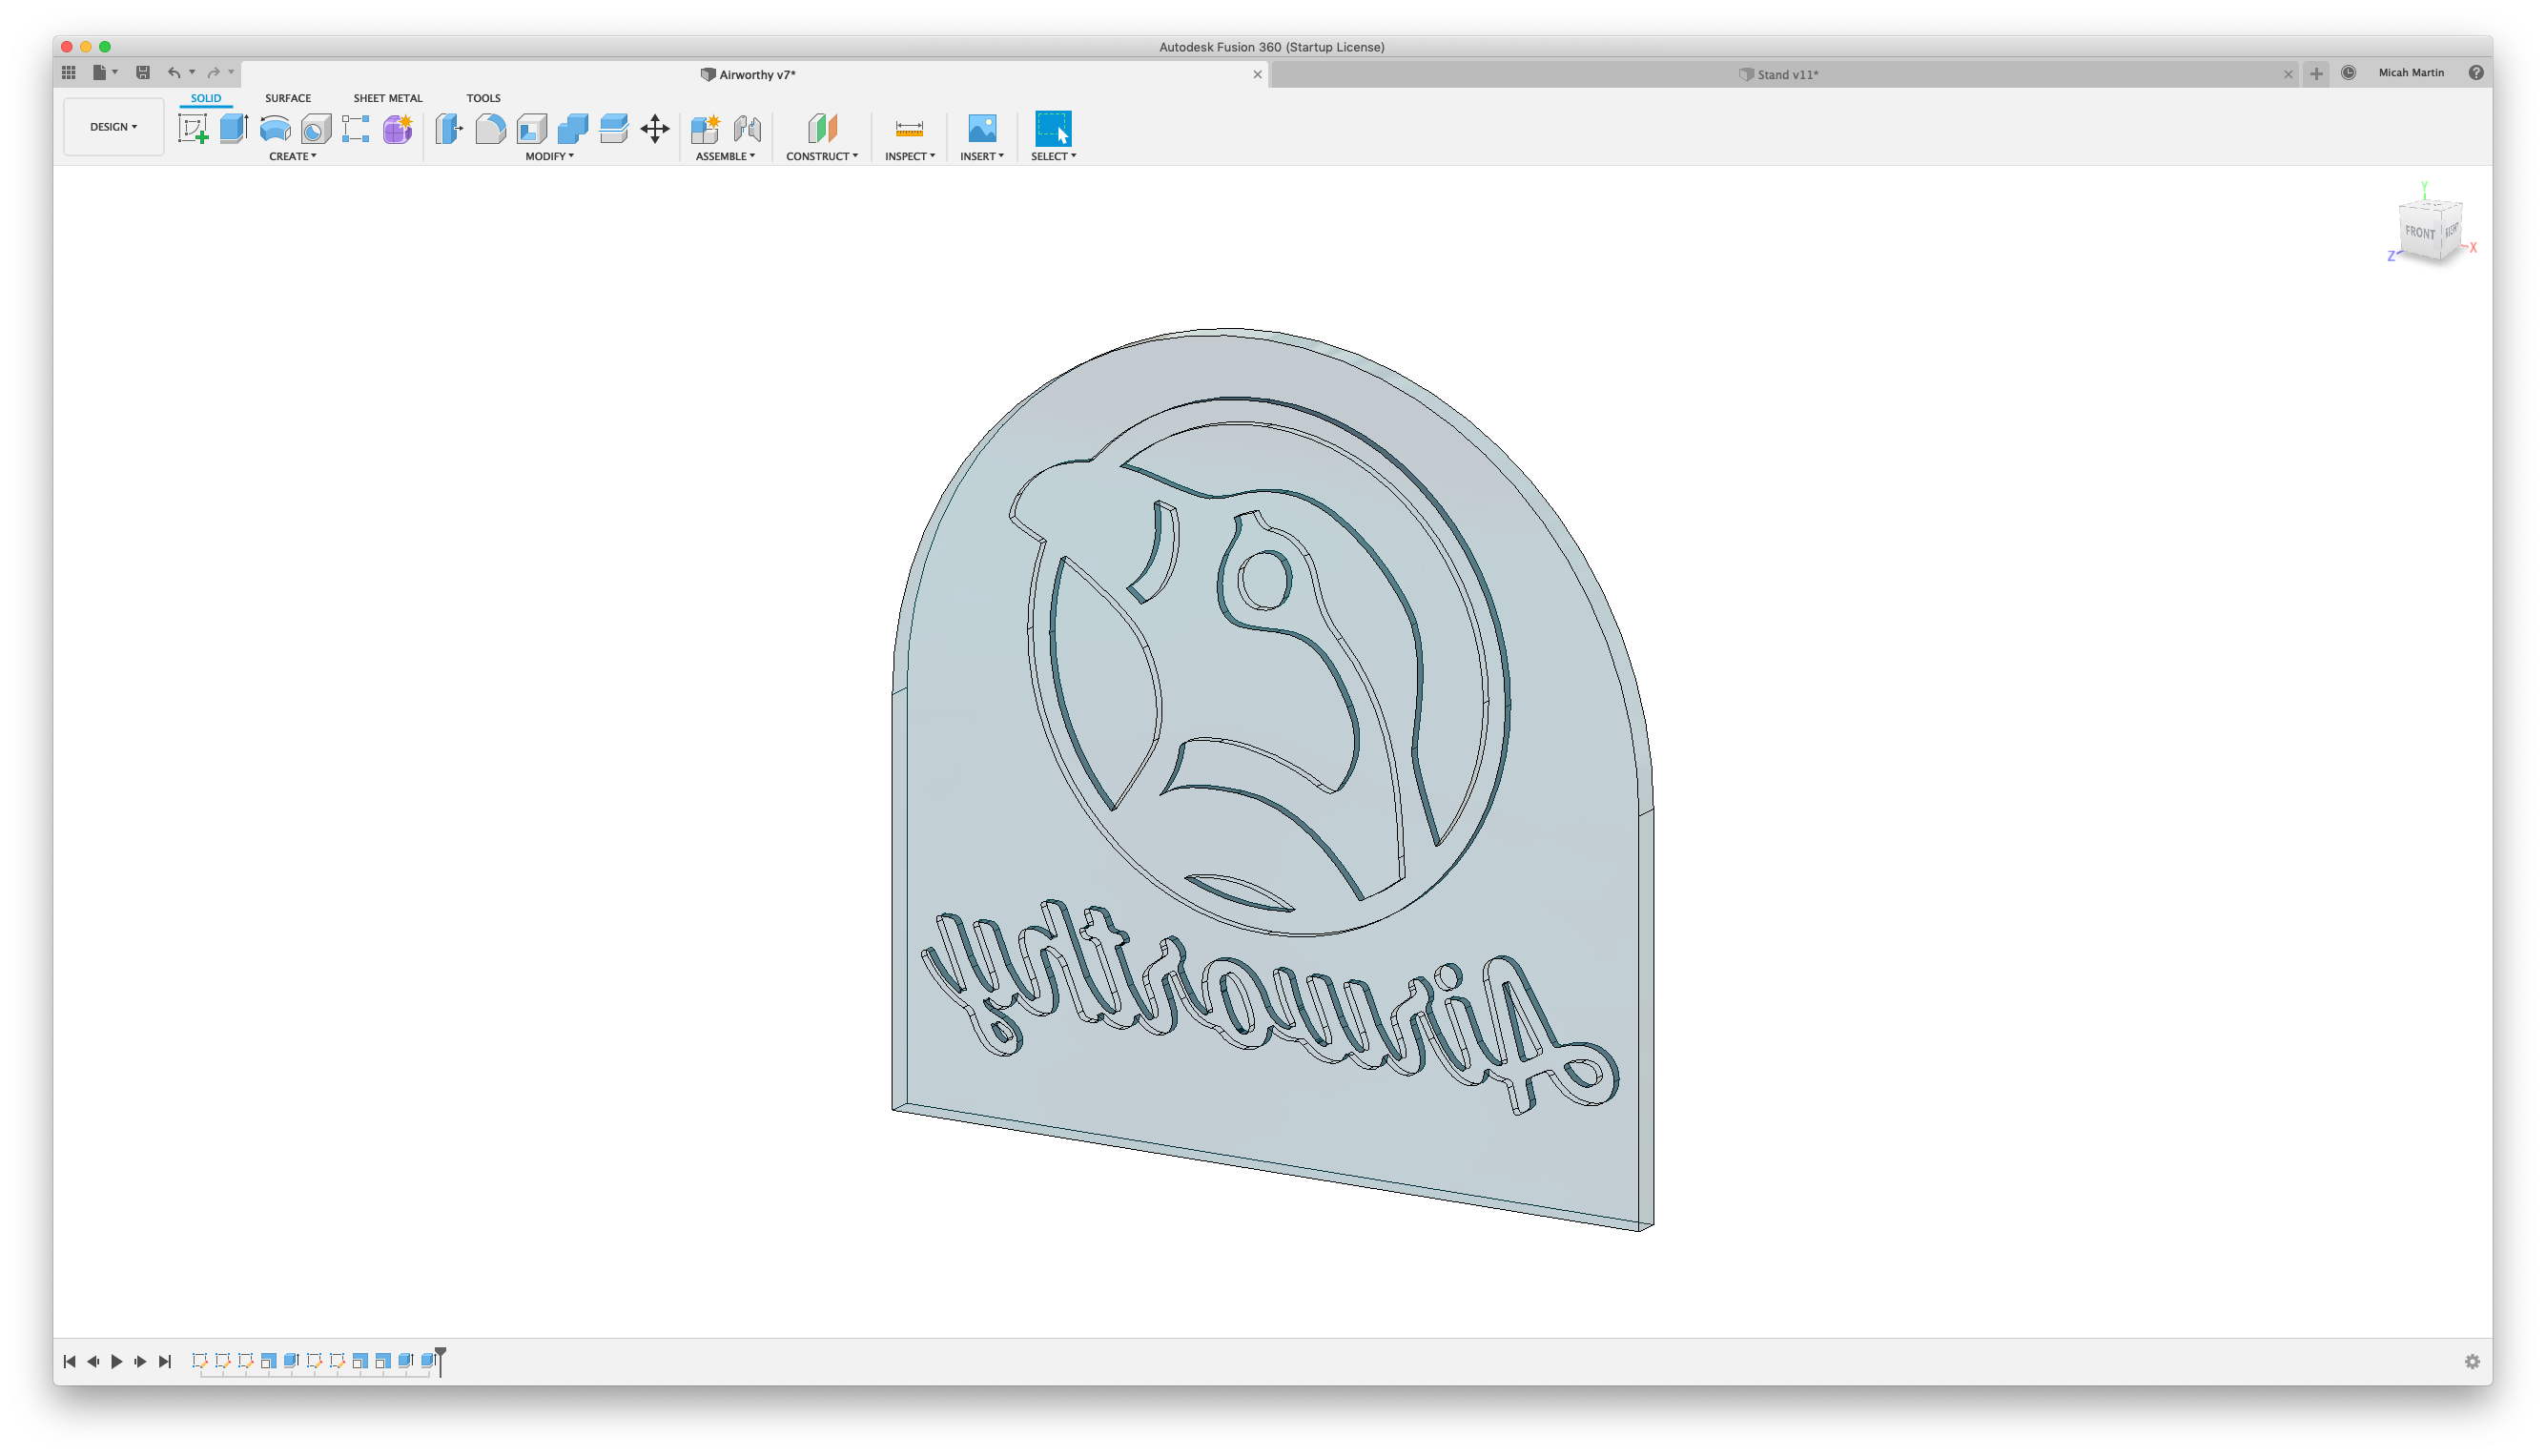 Autodesk Fusion 360 (Startup License)
Airworthy v7*
Stand v11*
Micah Martin
DESIGN
SOLID
SURFACE
SHEET METAL
TOOLS
CREATE
MODIFY
ASSEMBLE
CONSTRUCT
INSPECT
INSERT
SELECT
Y
FRONT
RIGHT
Z
X
Airworthy